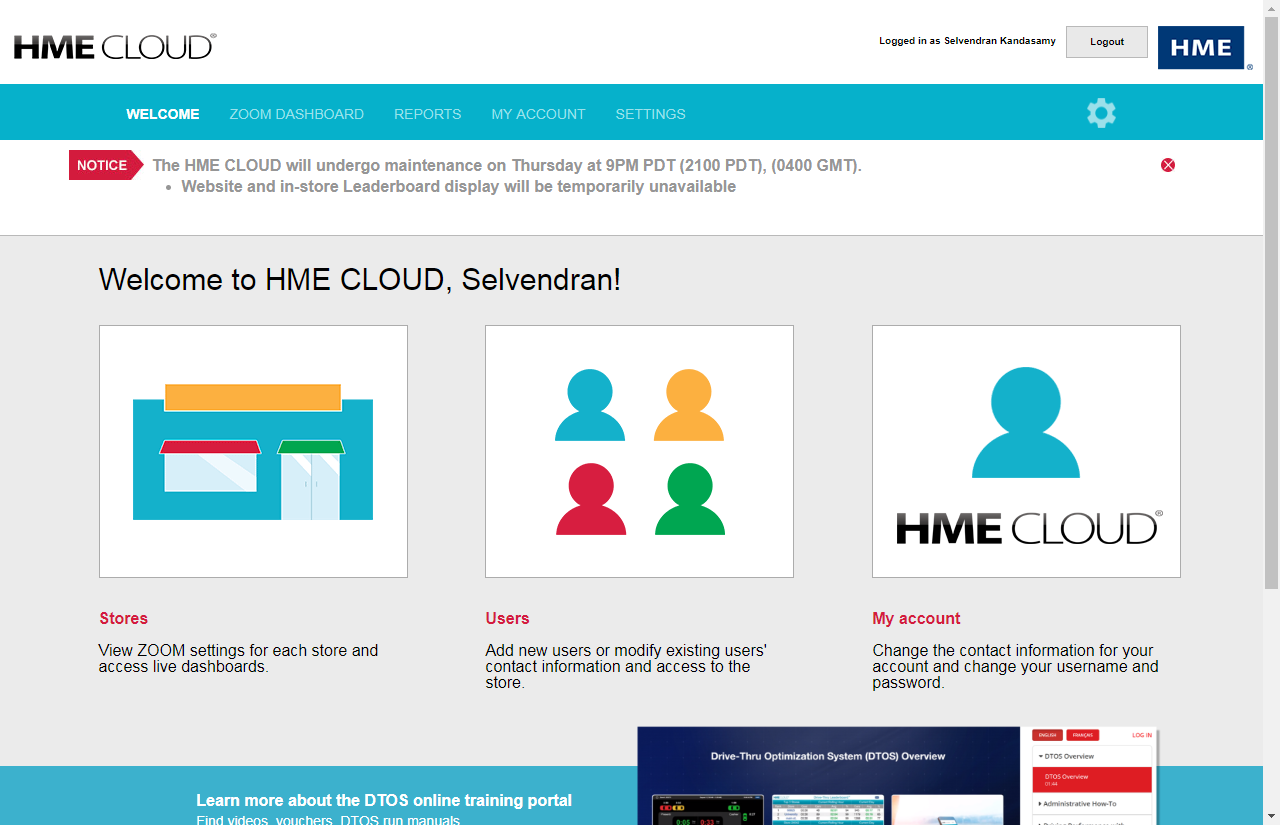 HME CLOUD®
Logged in as Selvendran Kandasamy
Logout
HME®
WELCOME
ZOOM DASHBOARD
REPORTS
MY ACCOUNT
SETTINGS
NOTICE
The HME CLOUD will undergo maintenance on Thursday at 9PM PDT (2100 PDT), (0400 GMT).
• Website and in-store Leaderboard display will be temporarily unavailable
Welcome to HME CLOUD, Selvendran!
HME CLOUD®
Stores
View ZOOM settings for each store and
access live dashboards.
Users
Add new users or modify existing users'
contact information and access to the
store.
My account
Change the contact information for your
account and change your username and
password.
Learn more about the DTOS online training portal
Find videos, vouchers, DTOS run manuals
Drive-Thru Optimization System (DTOS) Overview
ENGLISH
FRANÇAIS
LOG IN
DTOS Overview
DTOS Overview
01:44
Administrative How-To
Driving Performance with